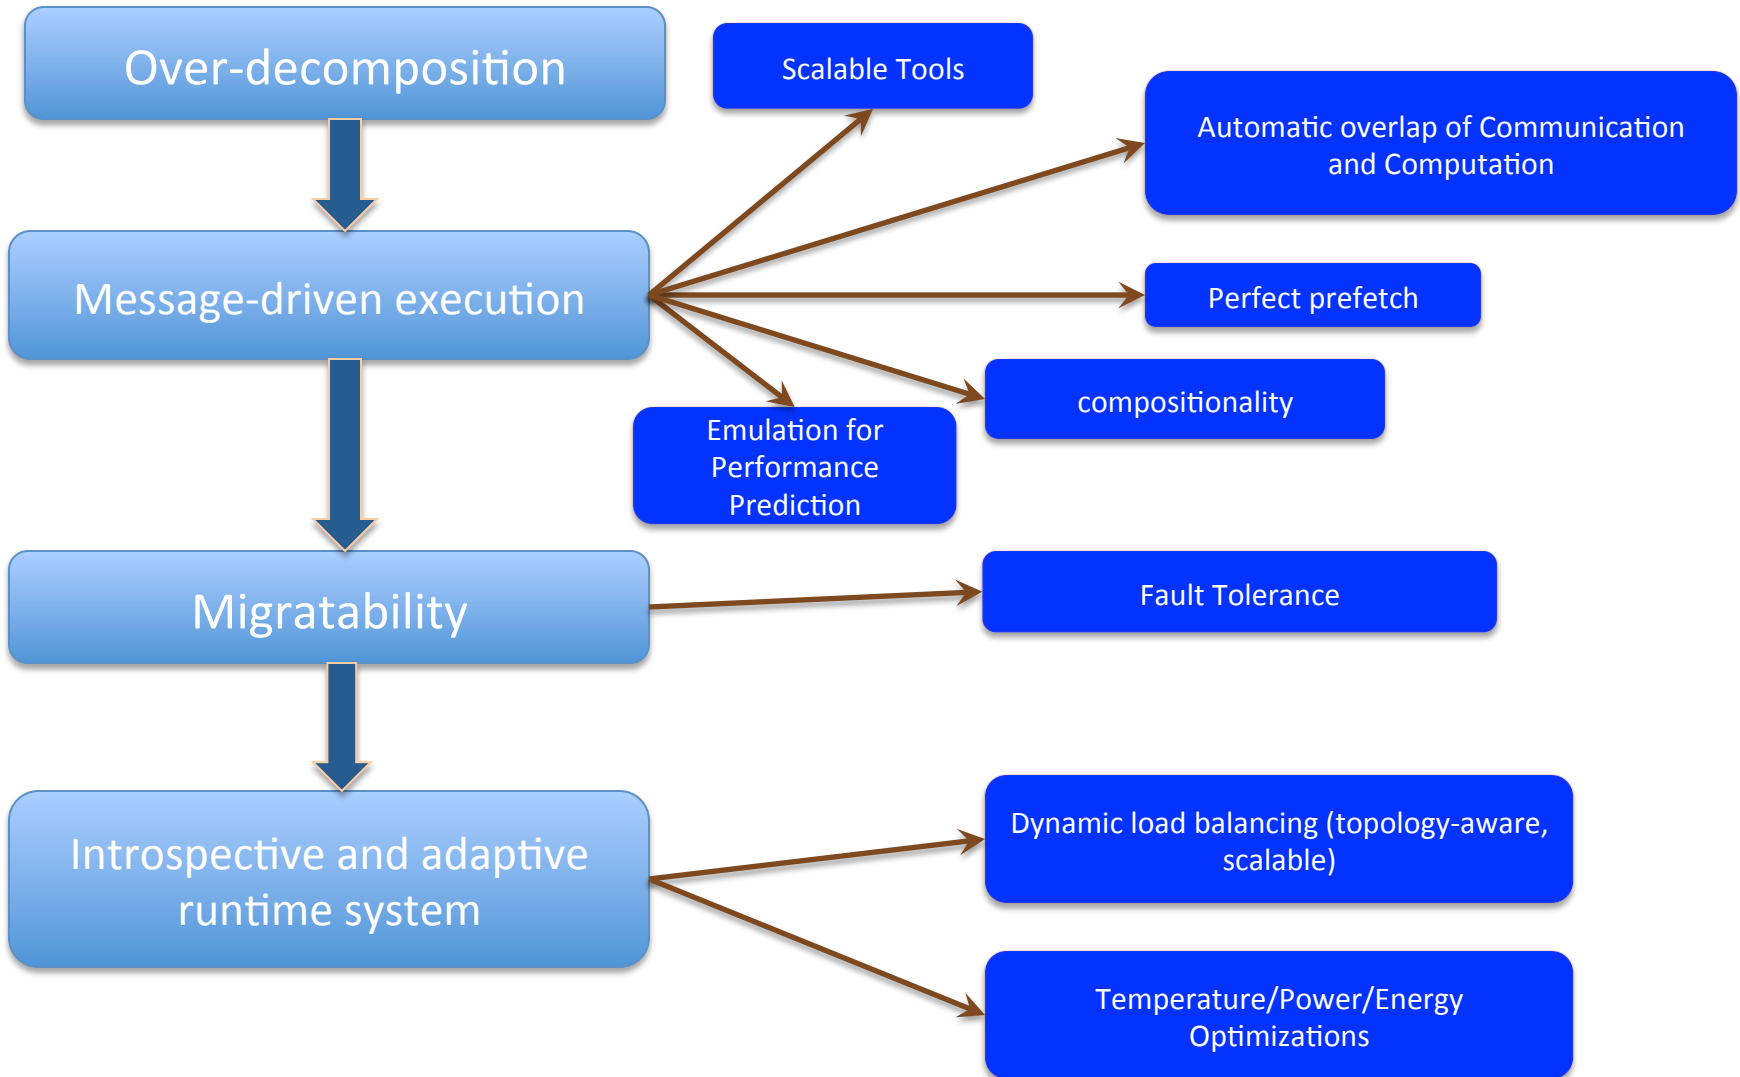 Over-decomposition
Scalable Tools
Automatic overlap of Communication
and Computation
Message-driven execution
Perfect prefetch
compositionality
Emulation for
Performance
Prediction
Migratability
Fault Tolerance
Introspective and adaptive
runtime system
Dynamic load balancing (topology-aware,
scalable)
Temperature/Power/Energy
Optimizations